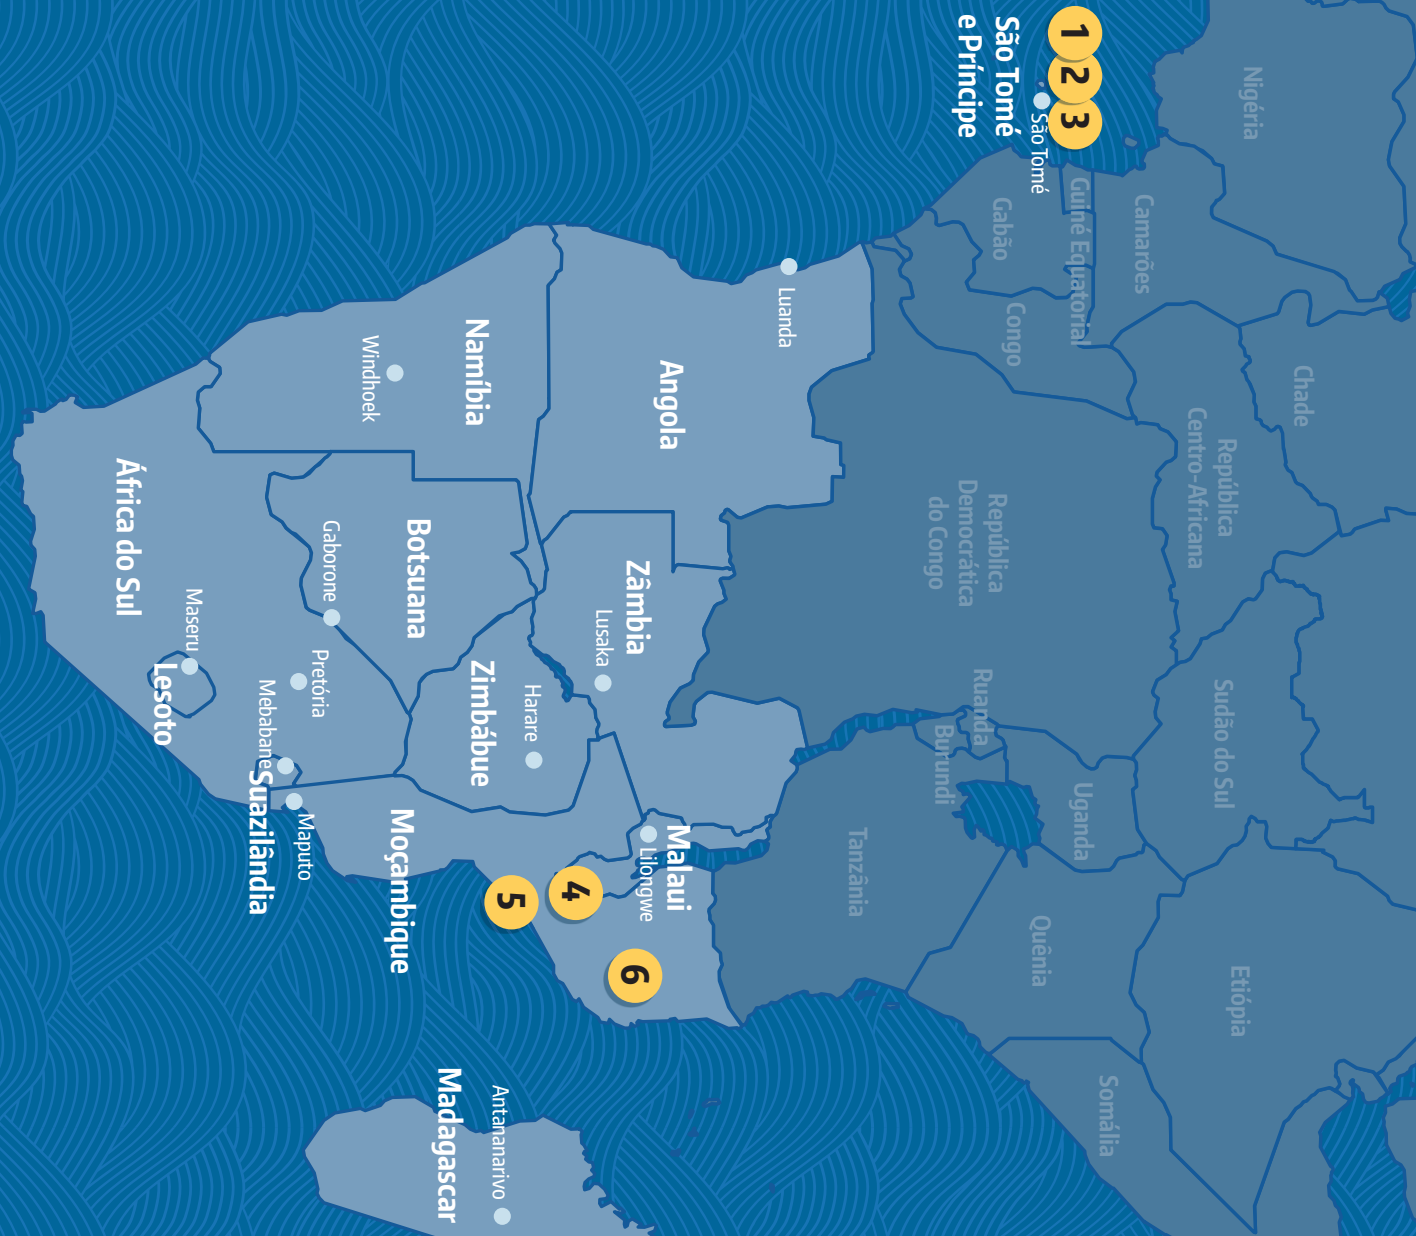 1
2
3
São Tomé
São Tomé
e Príncipe
Nigéria
Camarões
Guiné Equatorial
Gabão
Congo
Chade
República
Centro-Africana
República
Democrática
do Congo
Sudão do Sul
Etiópia
Uganda
Ruanda
Burundi
Quênia
Somália
Tanzânia
Luanda
Angola
Zâmbia
Lusaka
Malaui
Lilongwe
Namíbia
Windhoek
Botsuana
Gaborone
Zimbábue
Harare
Moçambique
Maputo
4
5
6
África do Sul
Pretória
Maseru
Lesoto
Mebabane
Suazilândia
Madagascar
Antananarivo